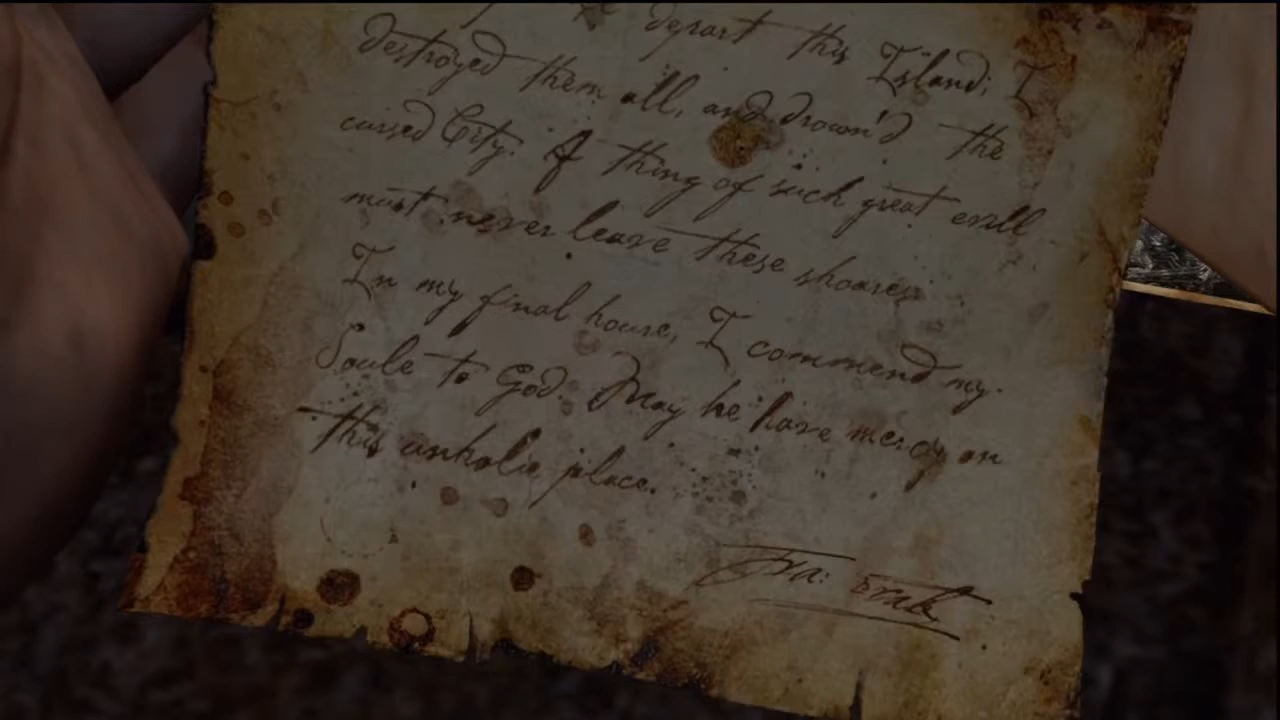 depart this Island; I
destroyed them all, and drown'd the
cursed City. A thing of such great evill
must never leave these shoares
In my final houre, I commend my
Soule to God. May he have mercy on
this unholie place.
Fra: Drake